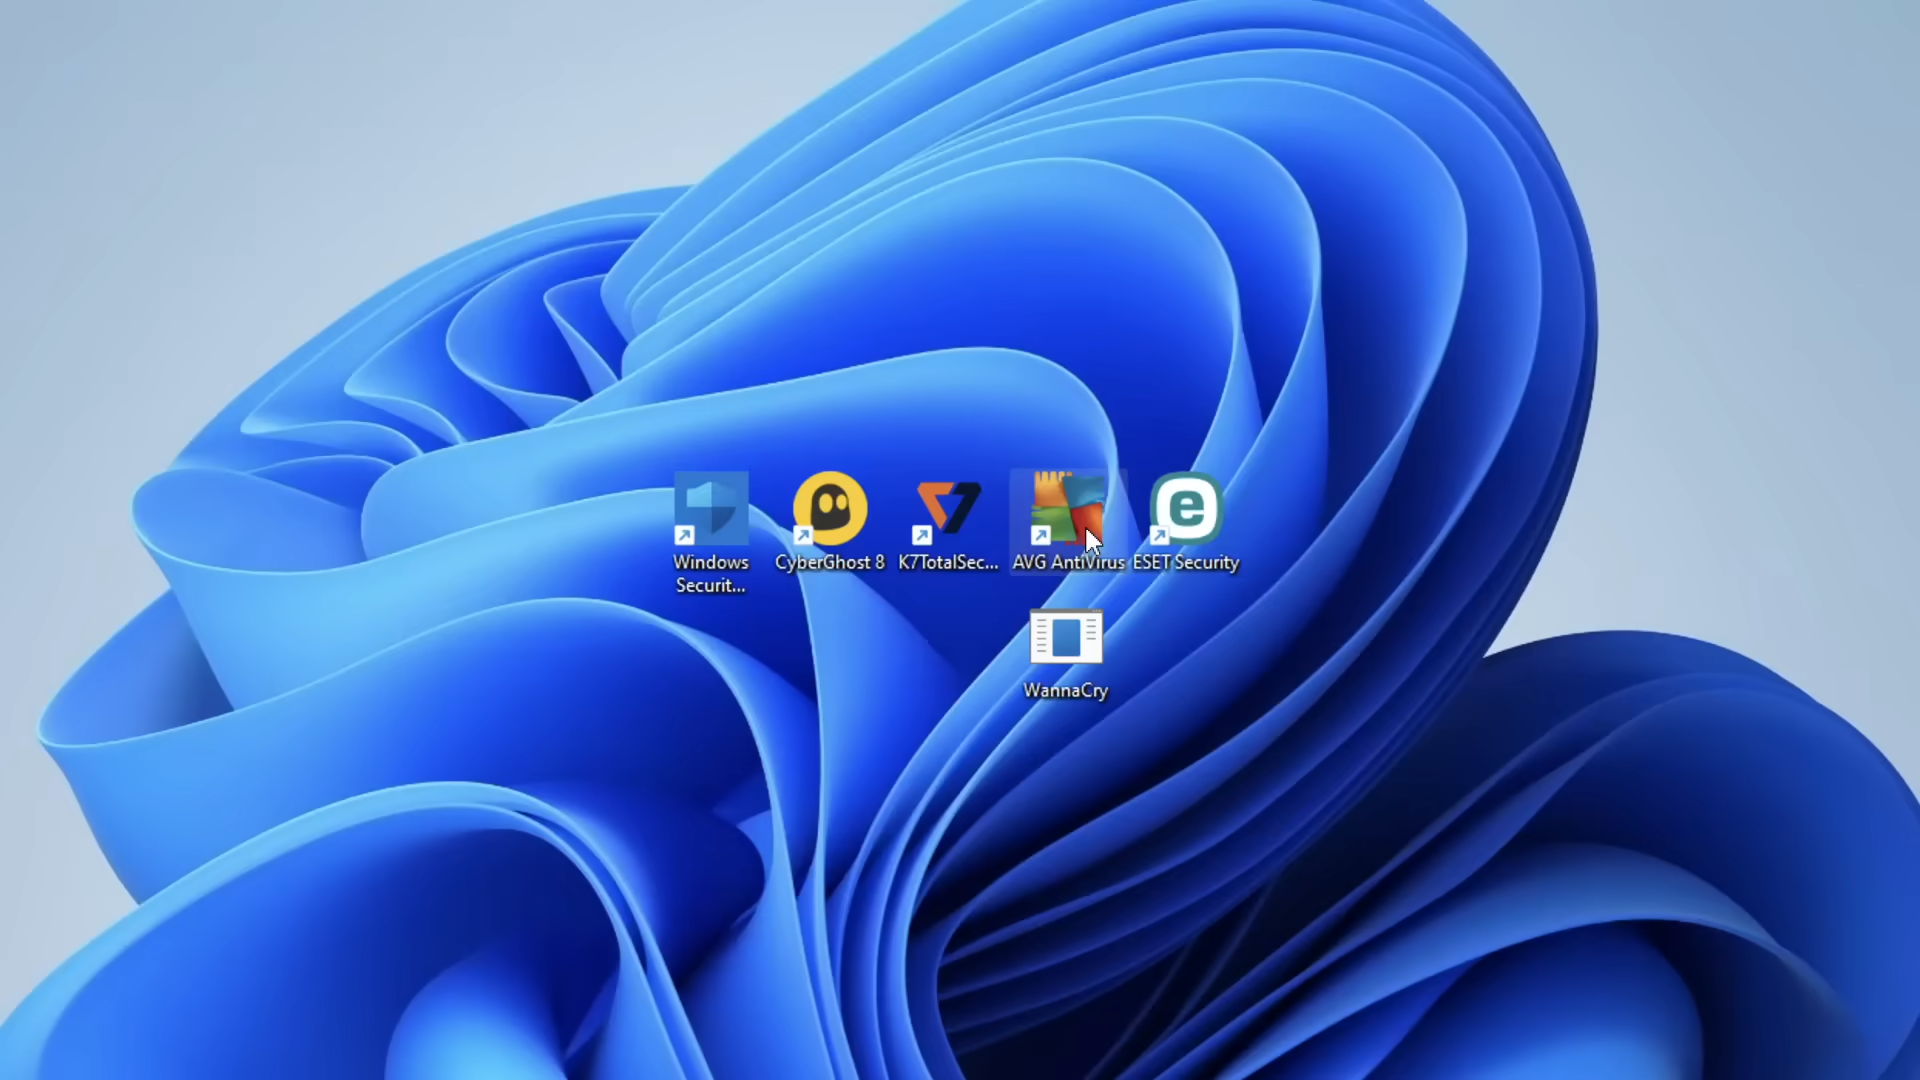 Windows
Securit...
CyberGhost 8
K7TotalSec...
AVG AntiVirus
ESET Security
WannaCry